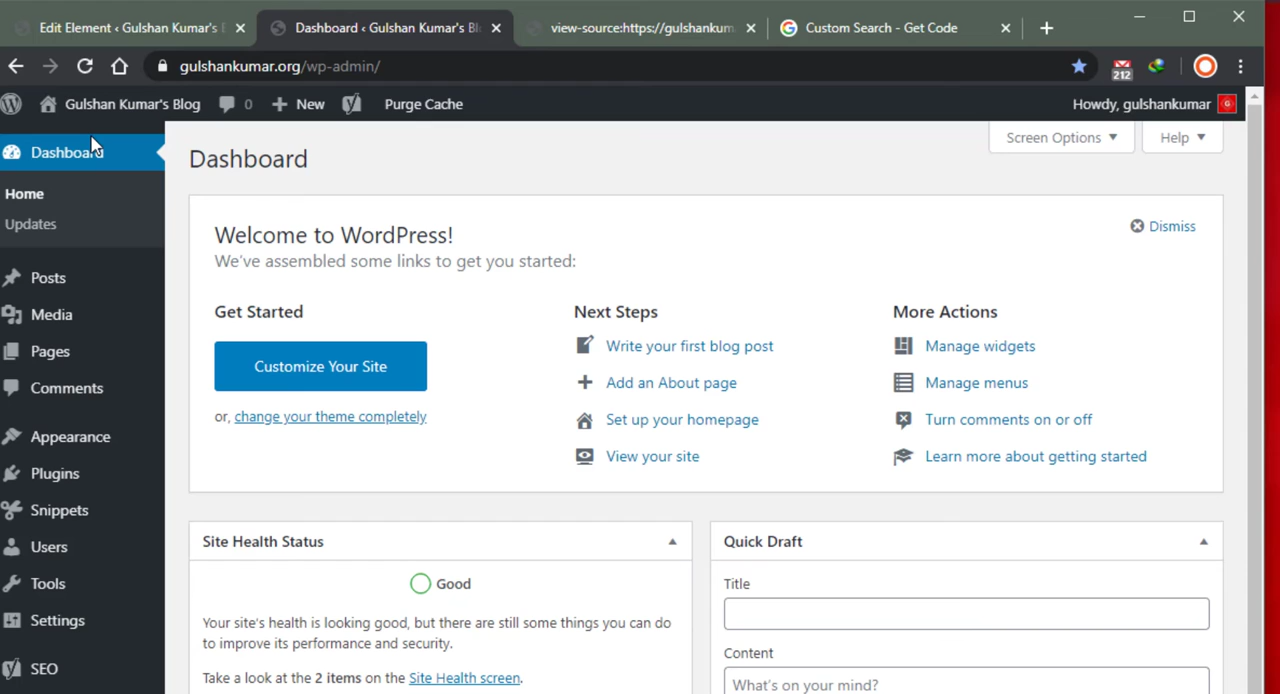 Edit Element ‹ Gulshan Kumar's E
Dashboard ‹ Gulshan Kumar's Bl
view-source:https://gulshankum
Custom Search - Get Code
gulshankumar.org/wp-admin/
212
Gulshan Kumar's Blog
0
New
Purge Cache
Howdy, gulshankumar
Dashboard
Home
Updates
Posts
Media
Pages
Comments
Appearance
Plugins
Snippets
Users
Tools
Settings
SEO
Dashboard
Screen Options
Help
Welcome to WordPress!
Dismiss
We've assembled some links to get you started:
Get Started
Customize Your Site
or, change your theme completely
Next Steps
Write your first blog post
Add an About page
Set up your homepage
View your site
More Actions
Manage widgets
Manage menus
Turn comments on or off
Learn more about getting started
Site Health Status
Good
Your site's health is looking good, but there are still some things you can do
to improve its performance and security.
Take a look at the 2 items on the Site Health screen.
Quick Draft
Title
Content
What's on your mind?